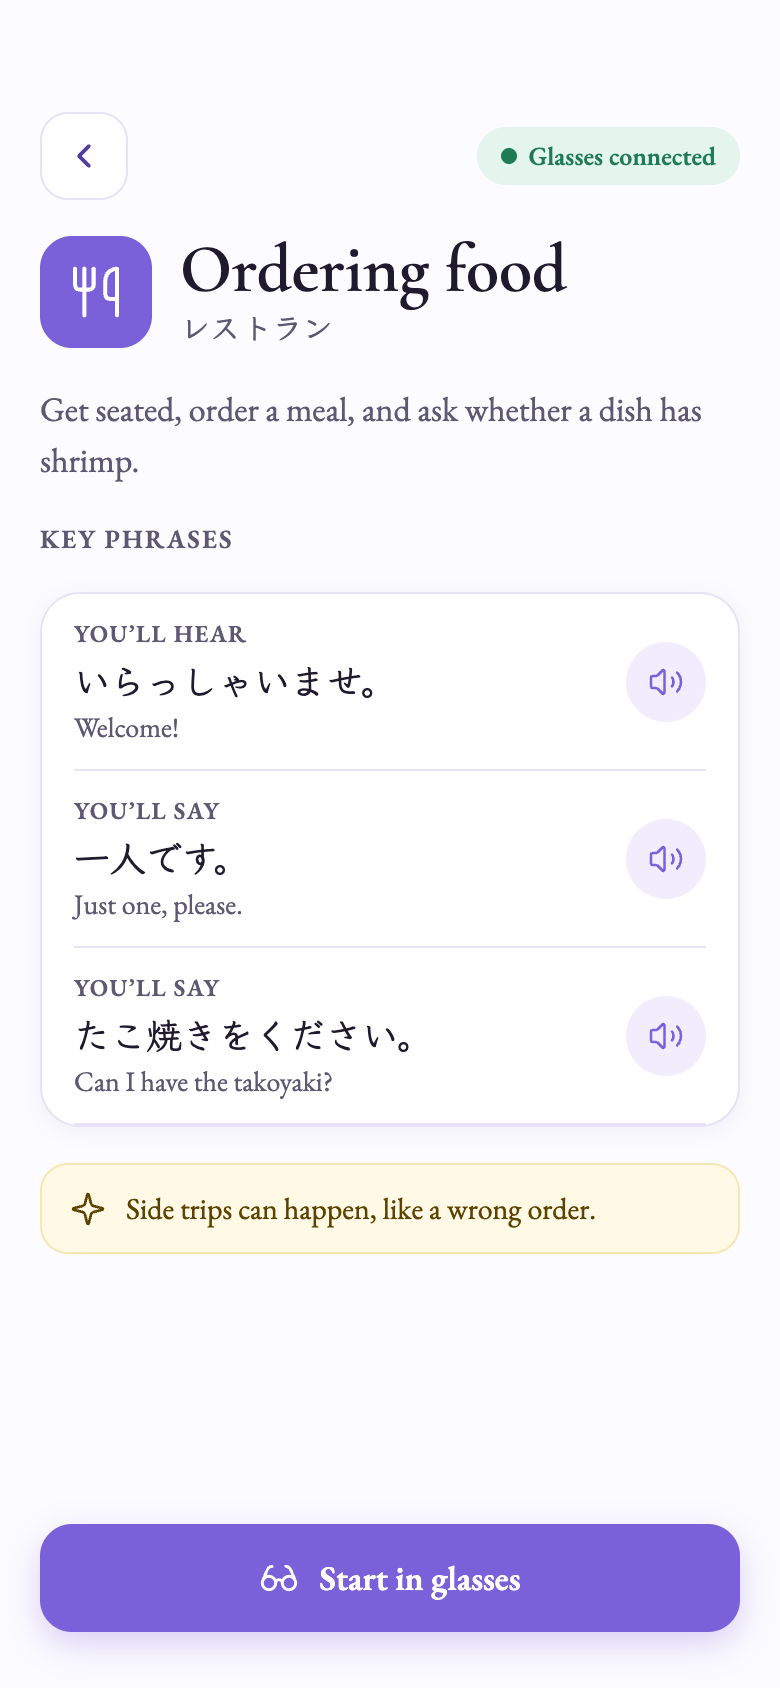 Glasses connected
Ordering food
レストラン
Get seated, order a meal, and ask whether a dish has
shrimp.
KEY PHRASES
YOU’LL HEAR
いらっしゃいませ。
Welcome!
YOU’LL SAY
一人です。
Just one, please.
YOU’LL SAY
たこ焼きをください。
Can I have the takoyaki?
Side trips can happen, like a wrong order.
Start in glasses